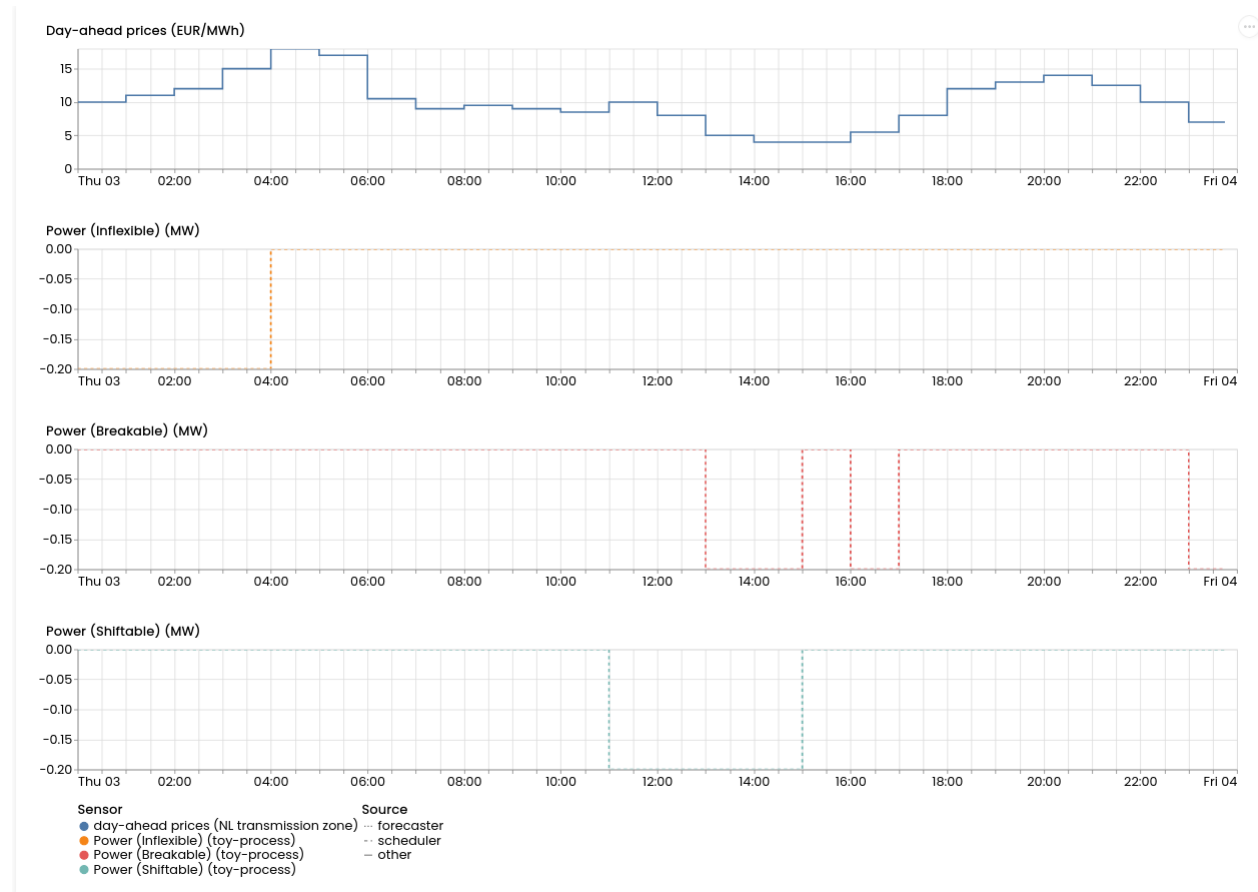 Day-ahead prices (EUR/MWh)
15
10
5
0
Thu 03 02:00 04:00 06:00 08:00 10:00 12:00 14:00 16:00 18:00 20:00 22:00 Fri 04
Power (Inflexible) (MW)
0.00
−0.05
−0.10
−0.15
−0.20
Thu 03 02:00 04:00 06:00 08:00 10:00 12:00 14:00 16:00 18:00 20:00 22:00 Fri 04
Power (Breakable) (MW)
0.00
−0.05
−0.10
−0.15
−0.20
Thu 03 02:00 04:00 06:00 08:00 10:00 12:00 14:00 16:00 18:00 20:00 22:00 Fri 04
Power (Shiftable) (MW)
0.00
−0.05
−0.10
−0.15
−0.20
Thu 03 02:00 04:00 06:00 08:00 10:00 12:00 14:00 16:00 18:00 20:00 22:00 Fri 04
Sensor
day-ahead prices (NL transmission zone)
Power (Inflexible) (toy-process)
Power (Breakable) (toy-process)
Power (Shiftable) (toy-process)
Source
forecaster
scheduler
other